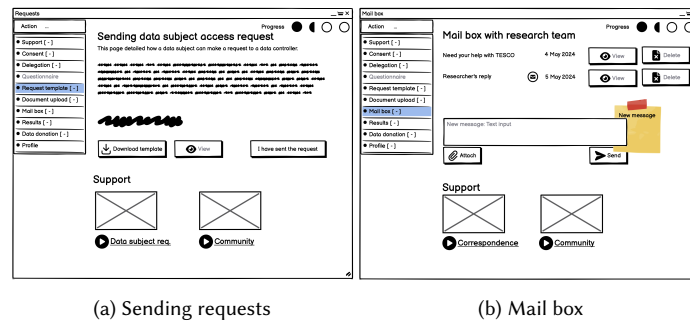 Requests
Action ...
Support [ - ]
Consent [ - ]
Delegation [ - ]
Questionnaire
Request template [ - ]
Document upload [ - ]
Mail box [ - ]
Results [ - ]
Data donation [ - ]
Profile
Progress
Sending data subject access request
This page detailed how a data subject can make a request to a data controller.
Download template
View
I have sent the request
Support
Data subject req.
Community
(a) Sending requests
Mail box
Action ...
Support [ - ]
Consent [ - ]
Delegation [ - ]
Questionnaire
Request template [ - ]
Document upload [ - ]
Mail box [ - ]
Results [ - ]
Data donation [ - ]
Profile
Progress
Mail box with research team
Need your help with TESCO 4 May 2024 View Delete
Researcher's reply 5 May 2024 View Delete
New message
New message: Text input
Attach
Send
Support
Correspondence
Community
(b) Mail box